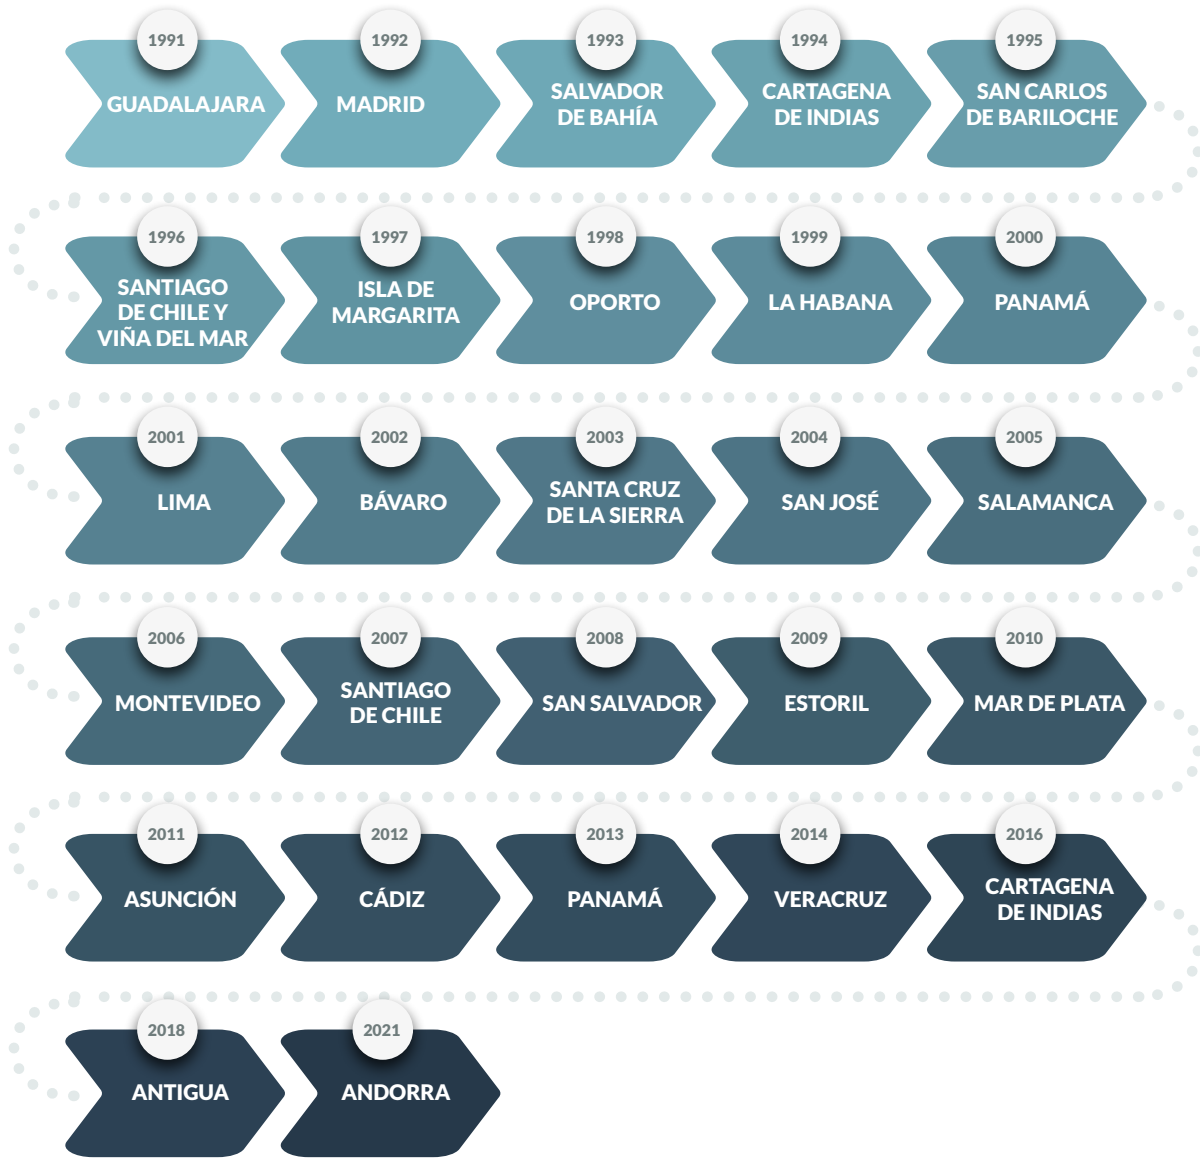 1991
GUADALAJARA
1992
MADRID
1993
SALVADOR
DE BAHÍA
1994
CARTAGENA
DE INDIAS
1995
SAN CARLOS
DE BARILOCHE
1996
SANTIAGO
DE CHILE Y
VIÑA DEL MAR
1997
ISLA DE
MARGARITA
1998
OPORTO
1999
LA HABANA
2000
PANAMÁ
2001
LIMA
2002
BÁVARO
2003
SANTA CRUZ
DE LA SIERRA
2004
SAN JOSÉ
2005
SALAMANCA
2006
MONTEVIDEO
2007
SANTIAGO
DE CHILE
2008
SAN SALVADOR
2009
ESTORIL
2010
MAR DE PLATA
2011
ASUNCIÓN
2012
CÁDIZ
2013
PANAMÁ
2014
VERACRUZ
2016
CARTAGENA
DE INDIAS
2018
ANTIGUA
2021
ANDORRA